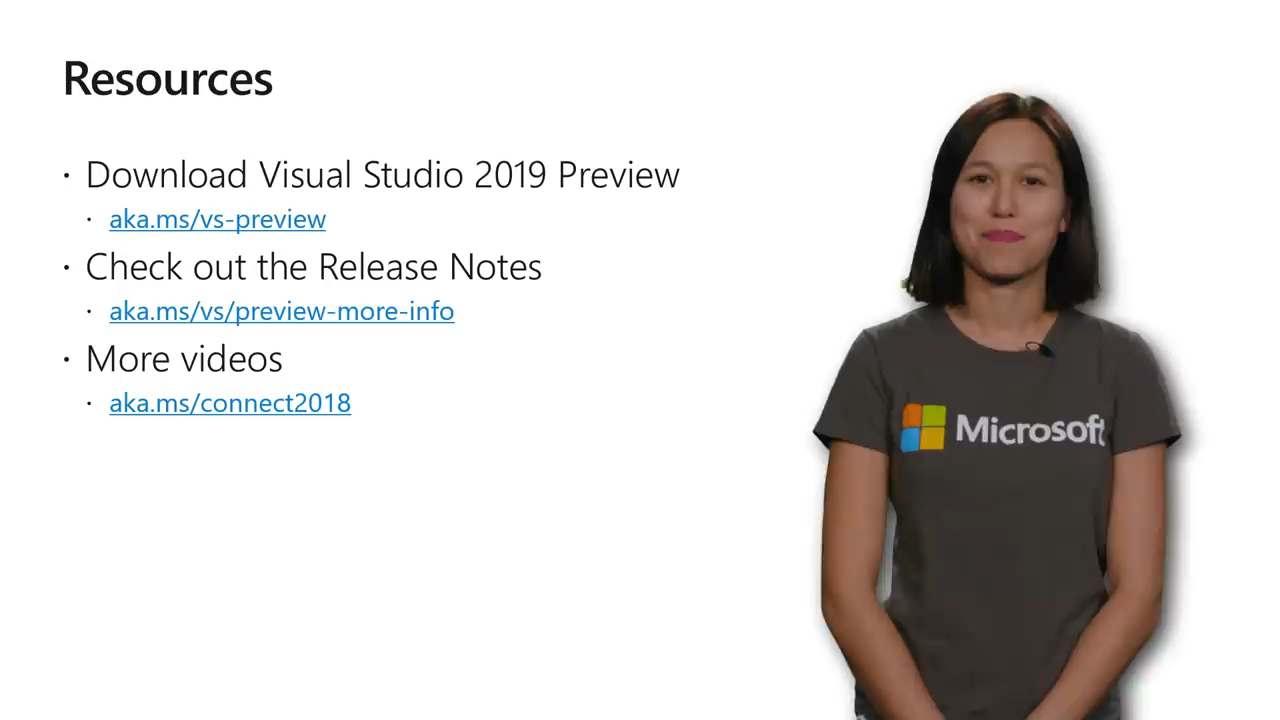 Resources
· Download Visual Studio 2019 Preview
· aka.ms/vs-preview
· Check out the Release Notes
· aka.ms/vs/preview-more-info
· More videos
· aka.ms/connect2018
Microsoft